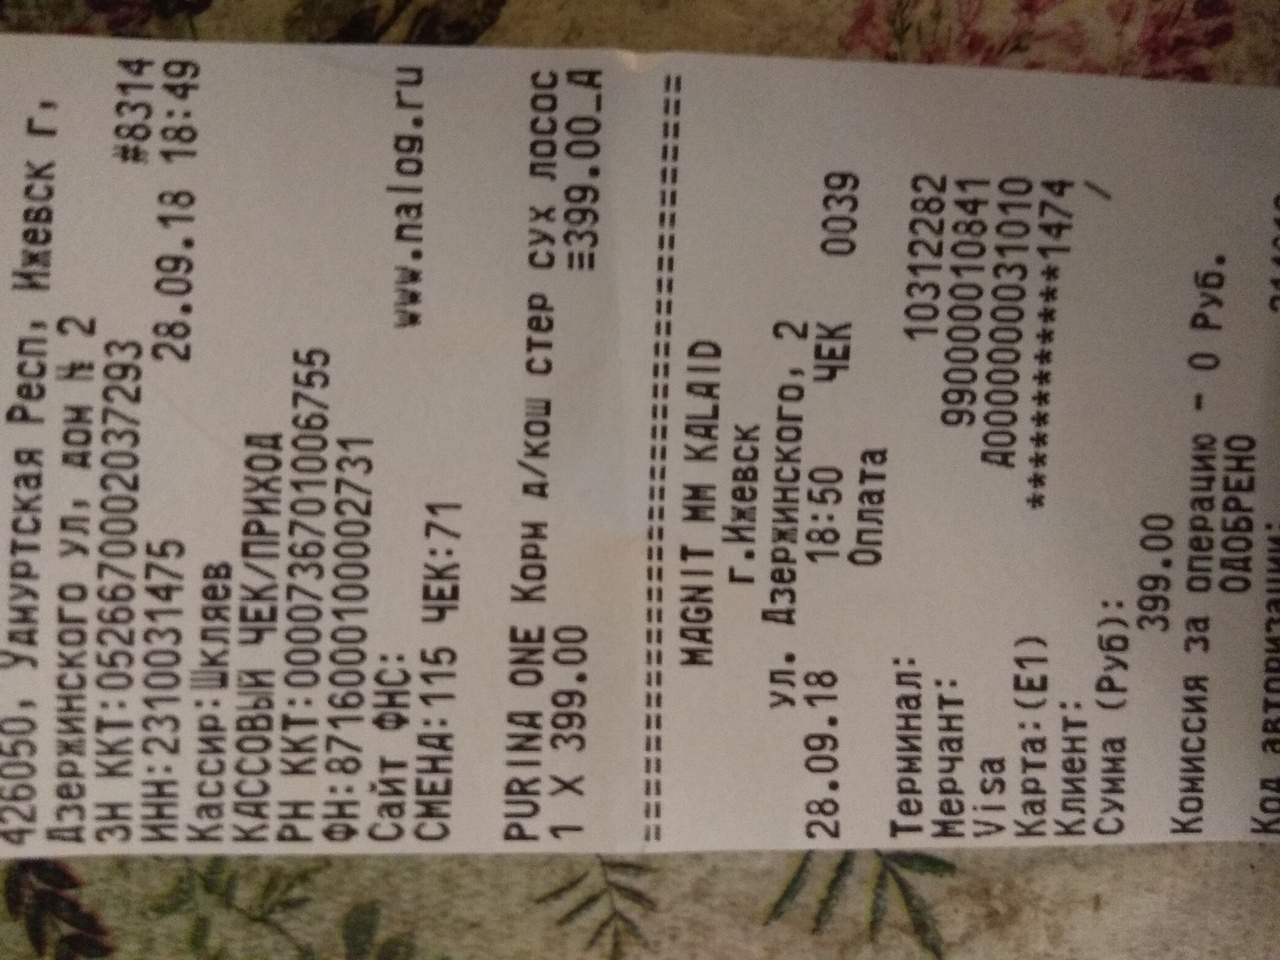 426050, Удмуртская Респ, Ижевск г,
Дзержинского ул, дом № 2
ЗН ККТ:0526670002037293 #8314
ИНН:2310031475 28.09.18 18:49
Кассир:Шкляев
КАССОВЫЙ ЧЕК/ПРИХОД
РН ККТ:0000736701006755
ФН:8716000100002731
Сайт ФНС: www.nalog.ru
СМЕНА:115 ЧЕК:71
PURINA ONE Корм д/кош стер сух лосос
1 X 399.00 ≡399.00_А
========================================
MAGNIT MM KALAID
г.Ижевск
ул. Дзержинского, 2
28.09.18 18:50 ЧЕК 0039
Оплата
Терминал: 10312282
Мерчант: 990000010841
Visa A0000000031010
Карта:(E1) ************1474
Клиент: /
Сумма (Руб):
399.00
Комиссия за операцию - 0 Руб.
ОДОБРЕНО
Код авторизации: